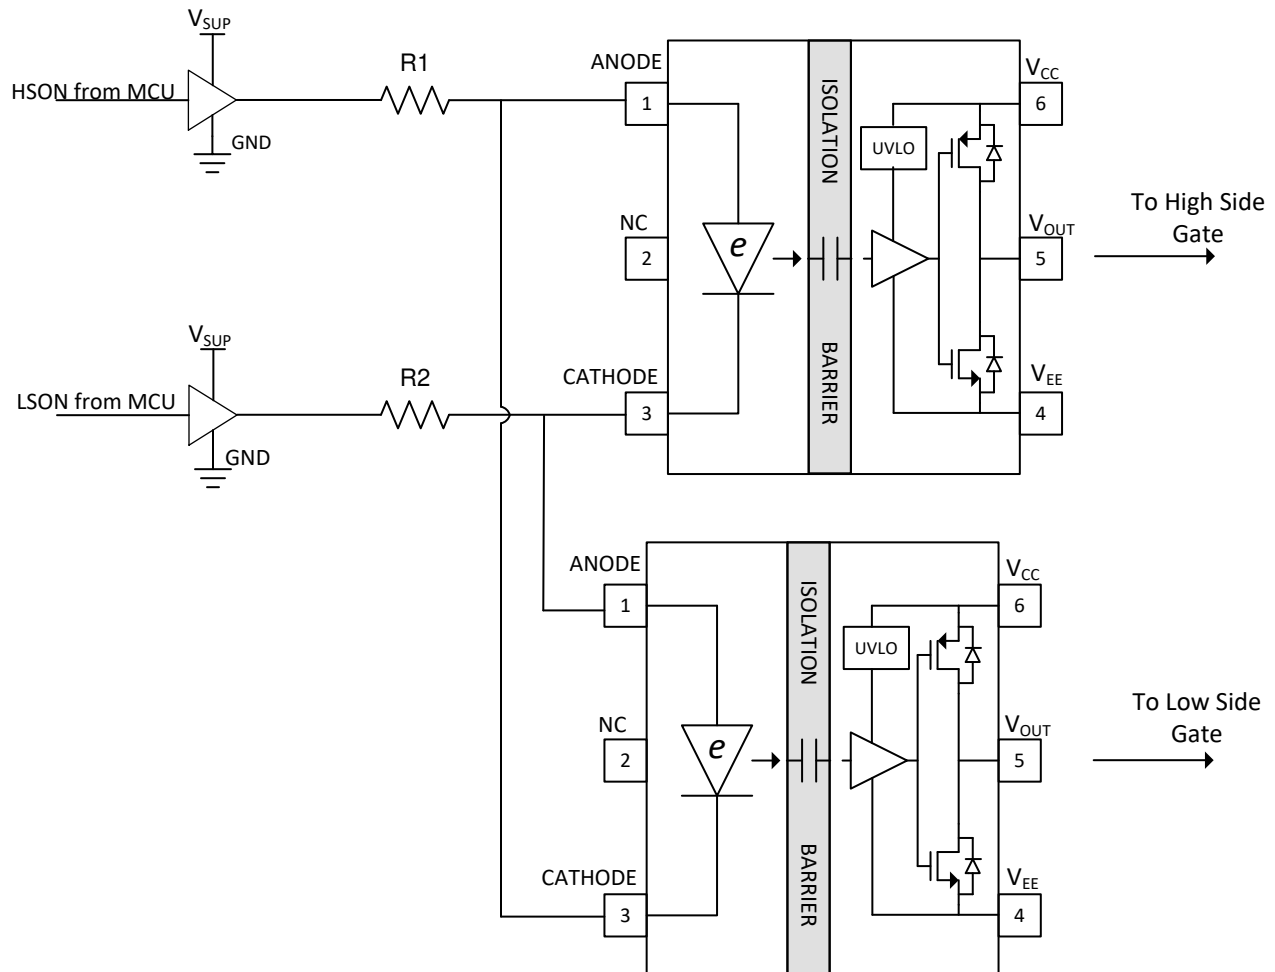 VSUP
R1
HSON from MCU
GND
ANODE
1
NC
2
CATHODE
3
e
ISOLATION
BARRIER
UVLO
VCC
6
VOUT
5
VEE
4
To High Side
Gate
VSUP
R2
LSON from MCU
GND
ANODE
1
NC
2
CATHODE
3
e
ISOLATION
BARRIER
UVLO
VCC
6
VOUT
5
VEE
4
To Low Side
Gate